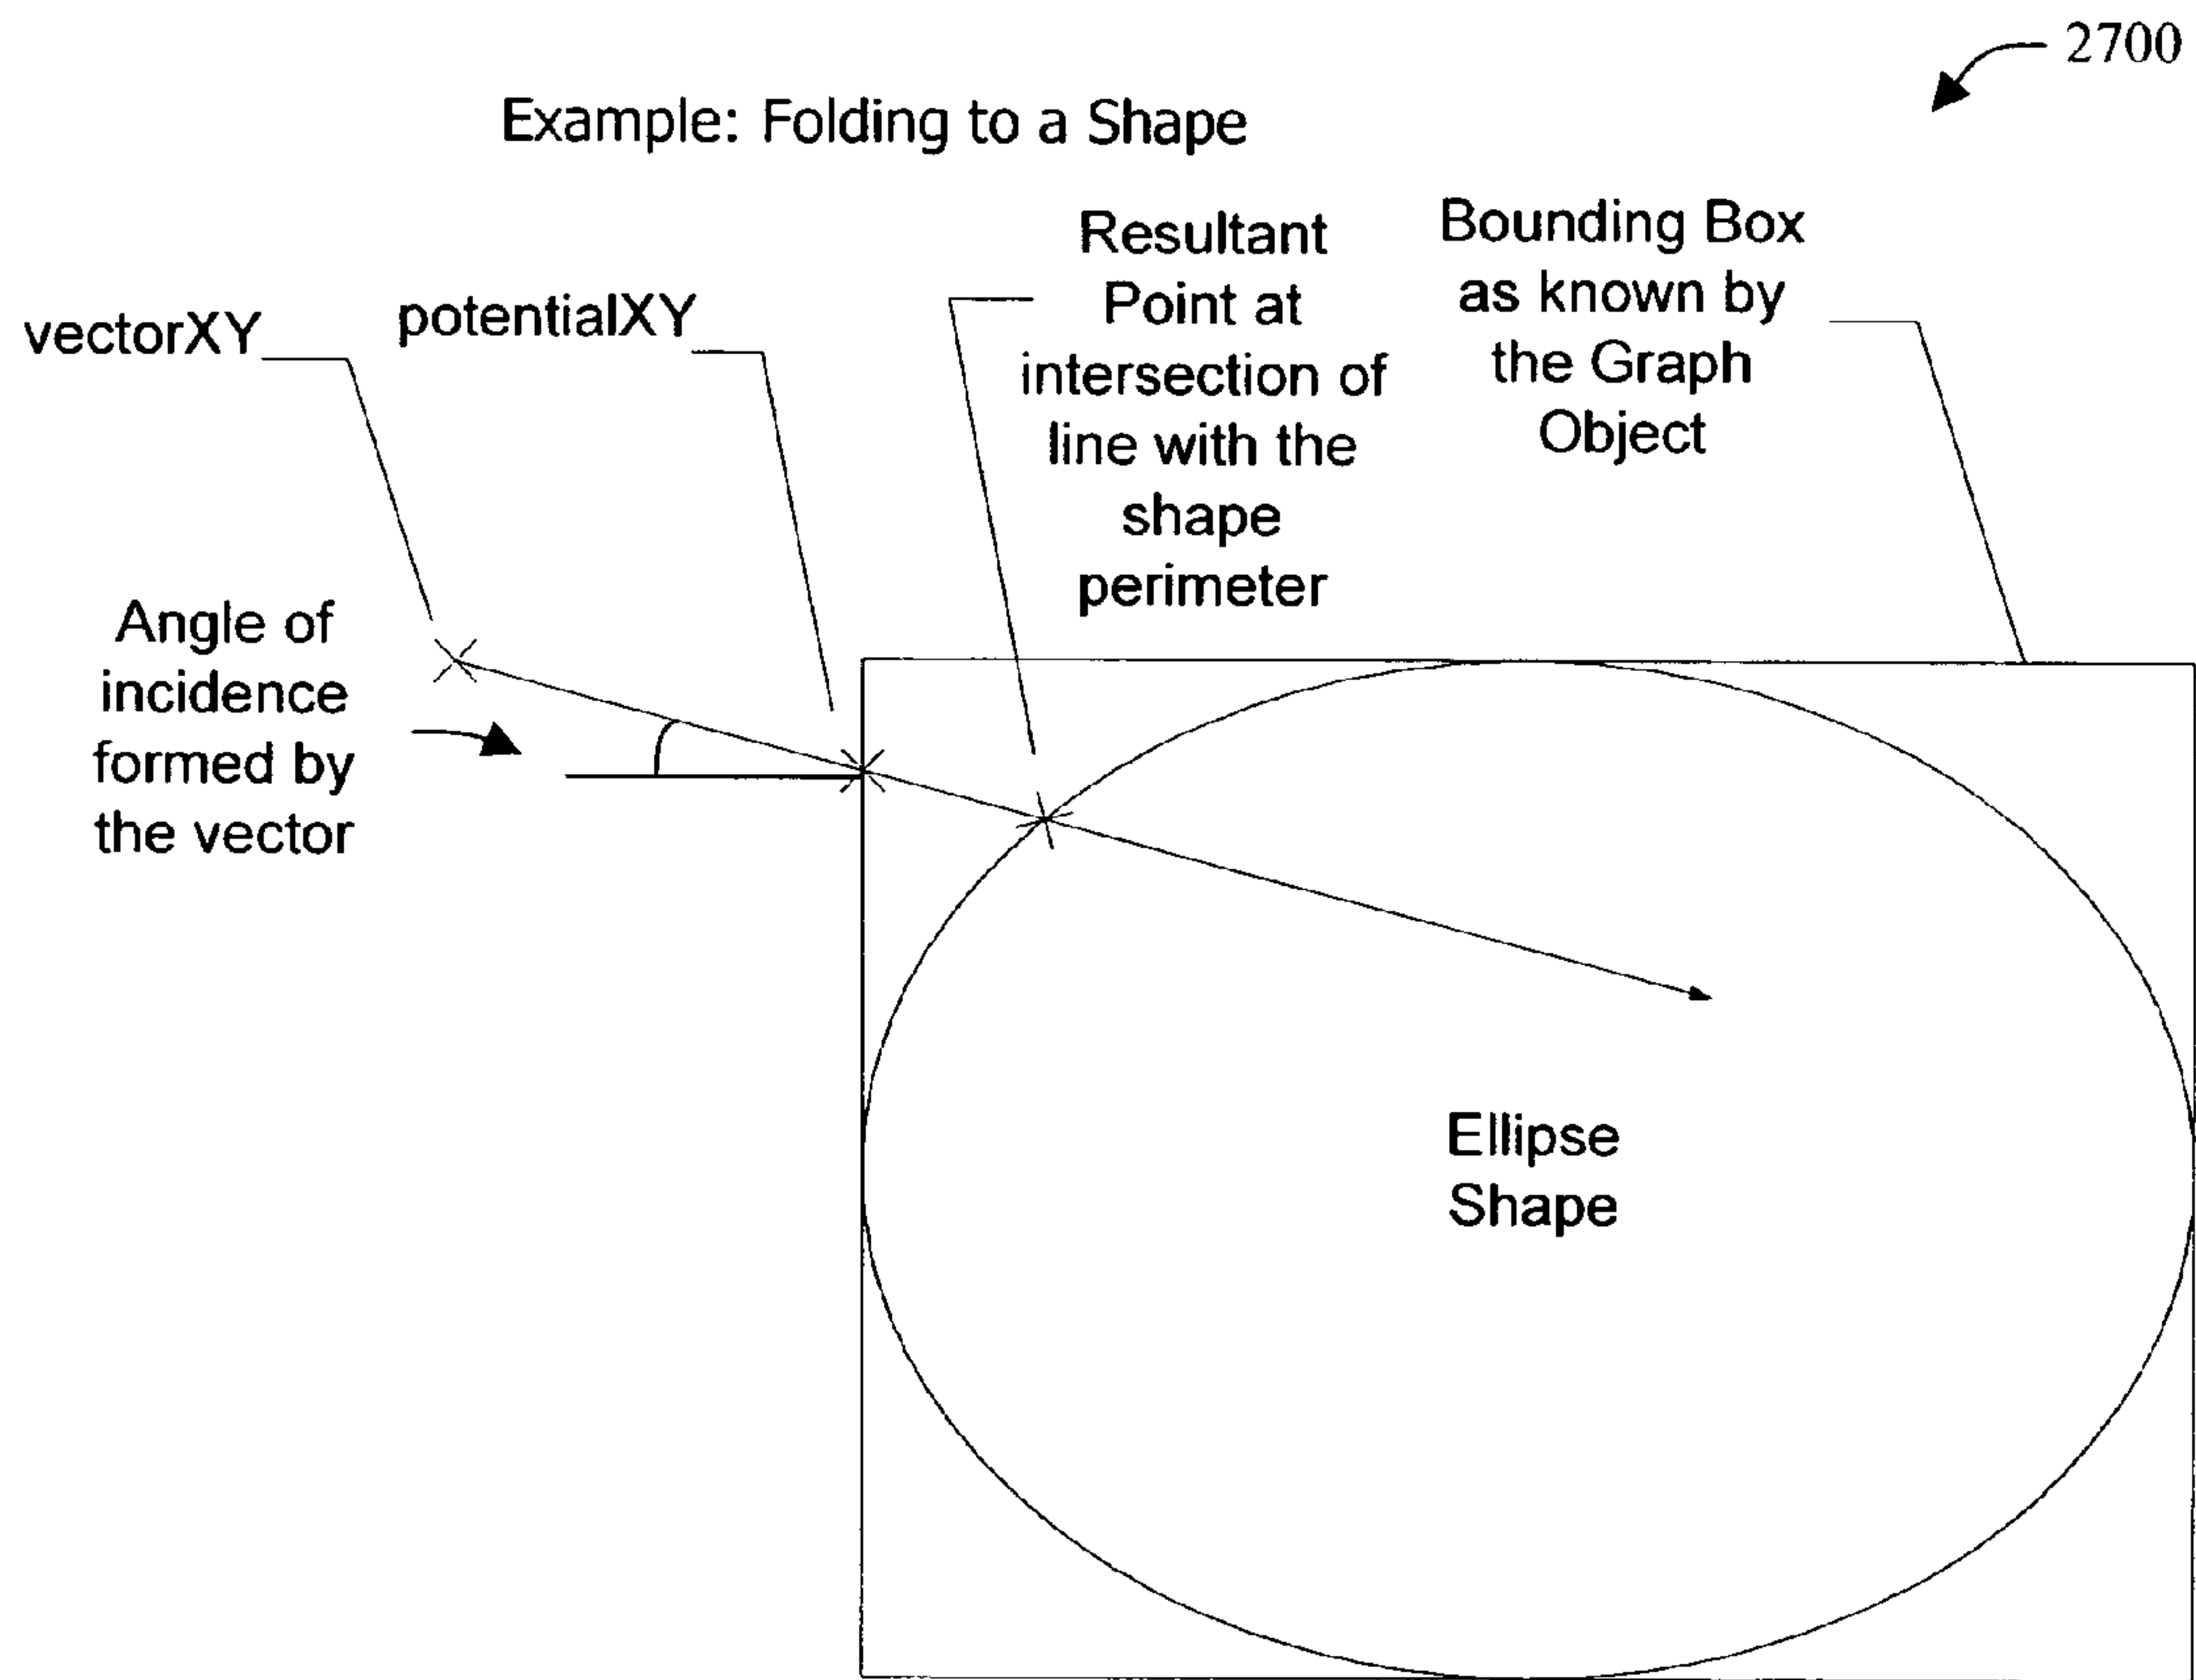 2700
Example: Folding to a Shape
vectorXY
potentialXY
Resultant
Point at
intersection of
line with the
shape
perimeter
Bounding Box
as known by
the Graph
Object
Angle of
incidence
formed by
the vector
Ellipse
Shape